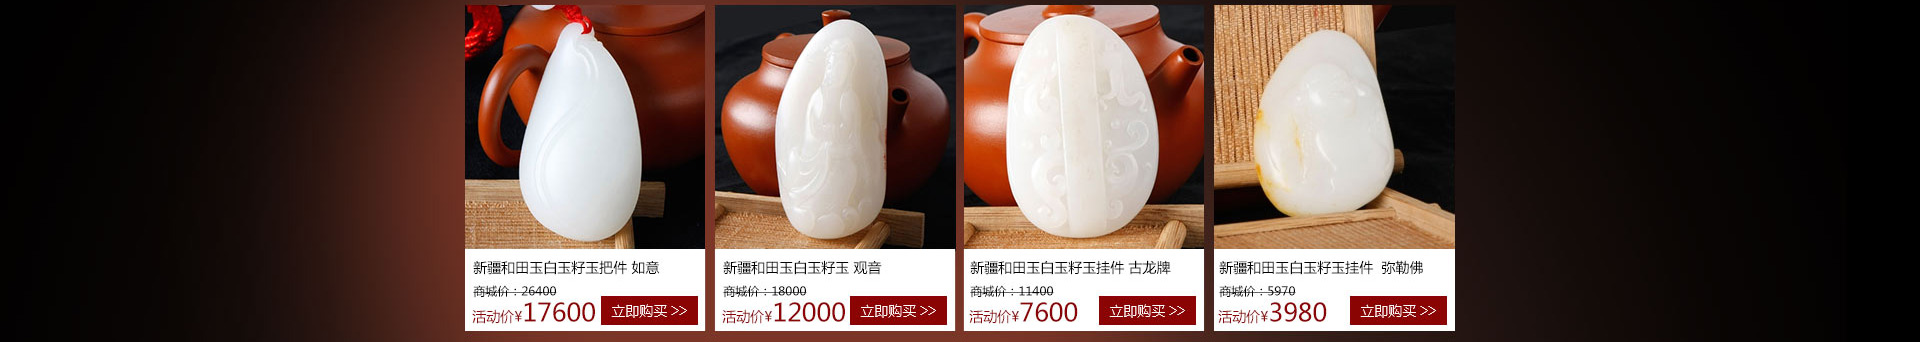 新疆和田玉白玉籽玉把件 如意
商城价：26400
活动价¥17600 立即购买 >>
新疆和田玉白玉籽玉 观音
商城价：18000
活动价¥12000 立即购买 >>
新疆和田玉白玉籽玉挂件 古龙牌
商城价：11400
活动价¥7600 立即购买 >>
新疆和田玉白玉籽玉挂件 弥勒佛
商城价：5970
活动价¥3980 立即购买 >>